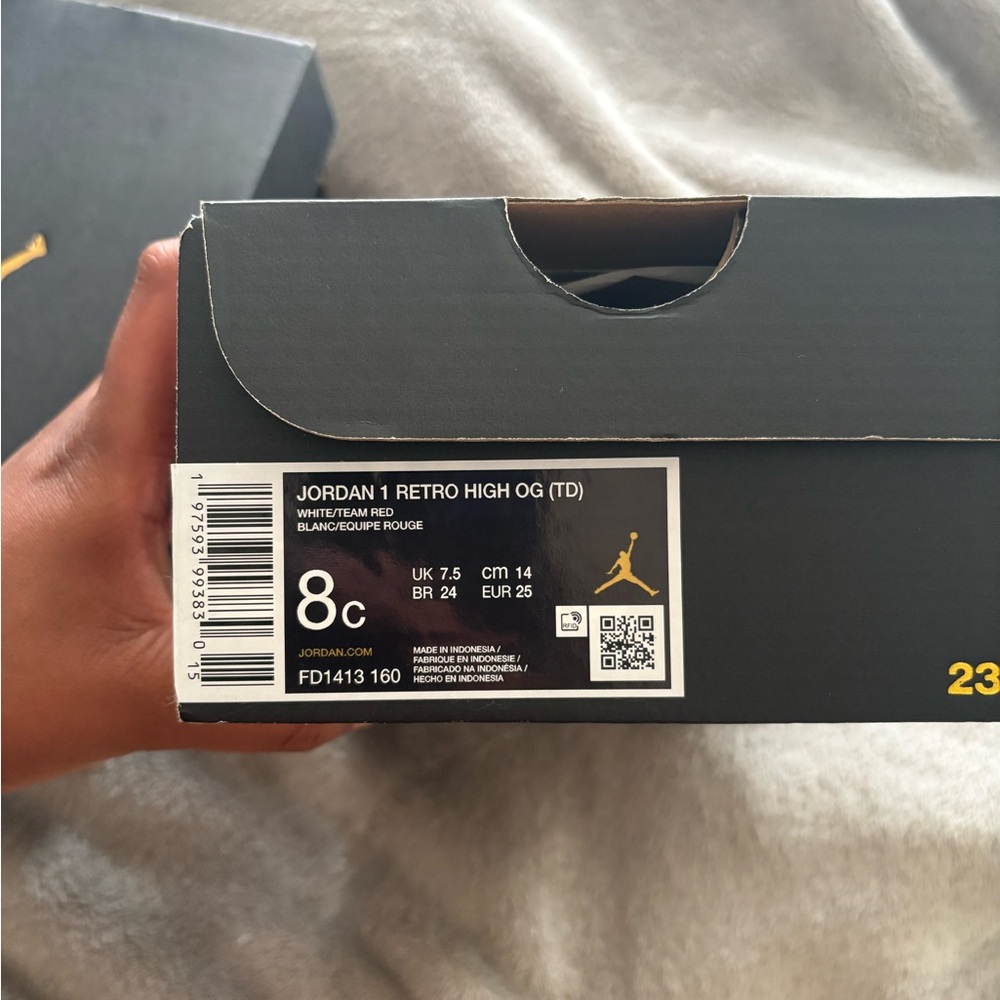 JORDAN 1 RETRO HIGH OG (TD)
WHITE/TEAM RED
BLANC/EQUIPE ROUGE
8c
UK 7.5 cm 14
BR 24 EUR 25
RFID
JORDAN.COM
FD1413 160
MADE IN INDONESIA /
FABRIQUE EN INDONESIE /
FABRICADO NA INDONÉSIA /
HECHO EN INDONESIA
1 97593 99383 0 15
23